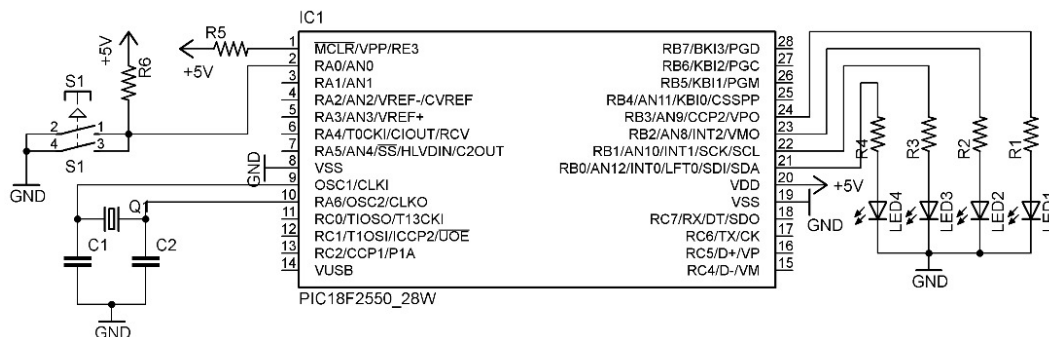 IC1
+5V
R6
R5
+5V
S1
2 1
4 3
S1
GND
Q1
C1
C2
GND
GND
1 MCLR/VPP/RE3
2 RA0/AN0
3 RA1/AN1
4 RA2/AN2/VREF-/CVREF
5 RA3/AN3/VREF+
6 RA4/T0CKI/CIOUT/RCV
7 RA5/AN4/SS/HLVDIN/C2OUT
8 VSS
9 OSC1/CLKI
10 RA6/OSC2/CLKO
11 RC0/TIOSO/T13CKI
12 RC1/T1OSI/ICCP2/UOE
13 RC2/CCP1/P1A
14 VUSB
RB7/BKI3/PGD 28
RB6/KBI2/PGC 27
RB5/KBI1/PGM 26
RB4/AN11/KBI0/CSSPP 25
RB3/AN9/CCP2/VPO 24
RB2/AN8/INT2/VMO 23
RB1/AN10/INT1/SCK/SCL 22
RB0/AN12/INT0/LFT0/SDI/SDA 21
VDD 20
VSS 19
RC7/RX/DT/SDO 18
RC6/TX/CK 17
RC5/D+/VP 16
RC4/D-/VM 15
PIC18F2550_28W
+5V
GND
R4
R3
R2
R1
LED4
LED3
LED2
LED1
GND